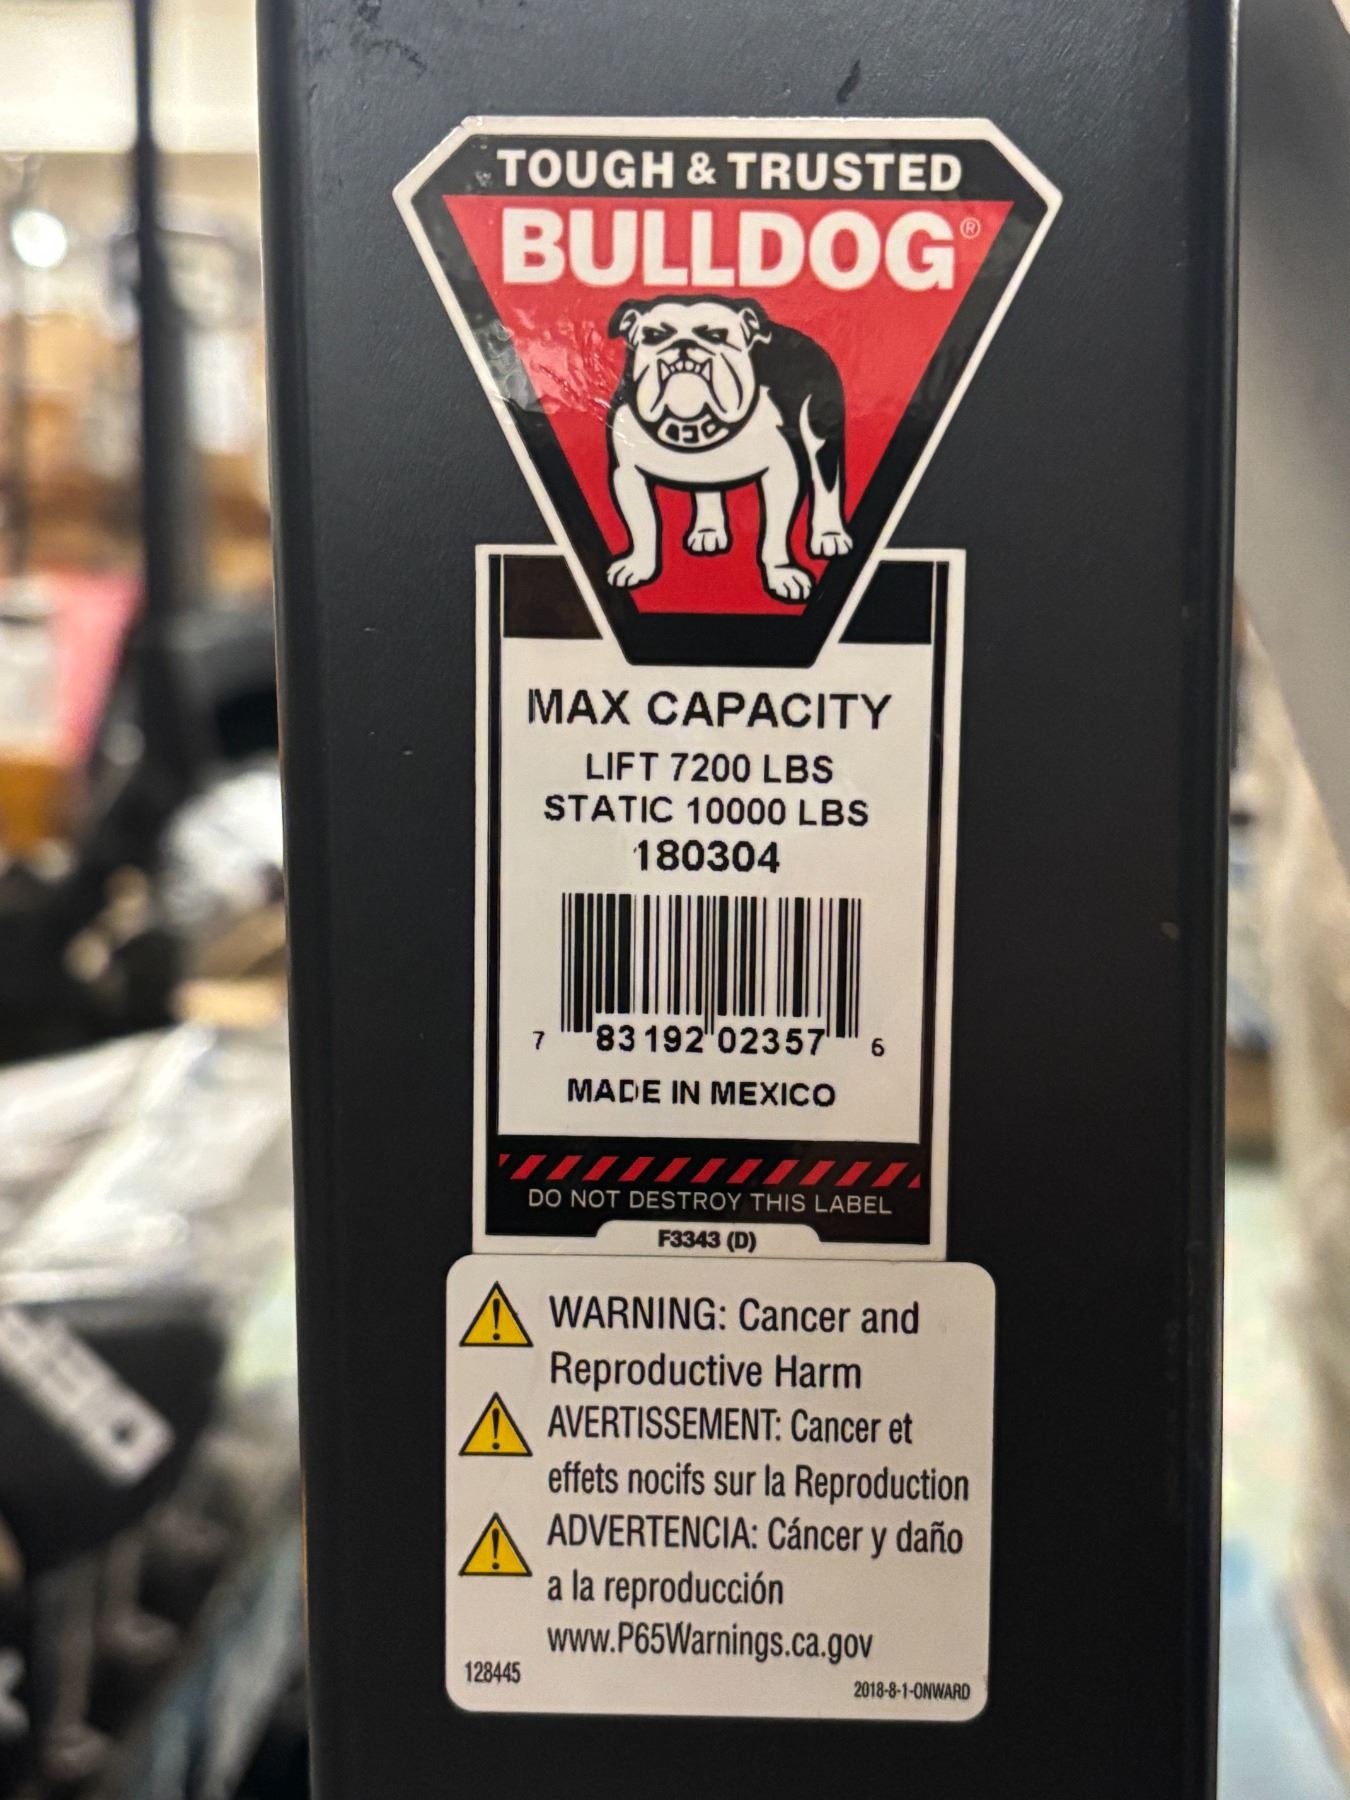 TOUGH & TRUSTED
BULLDOG®
MAX CAPACITY
LIFT 7200 LBS
STATIC 10000 LBS
180304
7 83192 02357 6
MADE IN MEXICO
DO NOT DESTROY THIS LABEL
F3343 (D)
WARNING: Cancer and
Reproductive Harm
AVERTISSEMENT: Cancer et
effets nocifs sur la Reproduction
ADVERTENCIA: Cáncer y daño
a la reproducción
www.P65Warnings.ca.gov
128445
2018-8-1-ONWARD